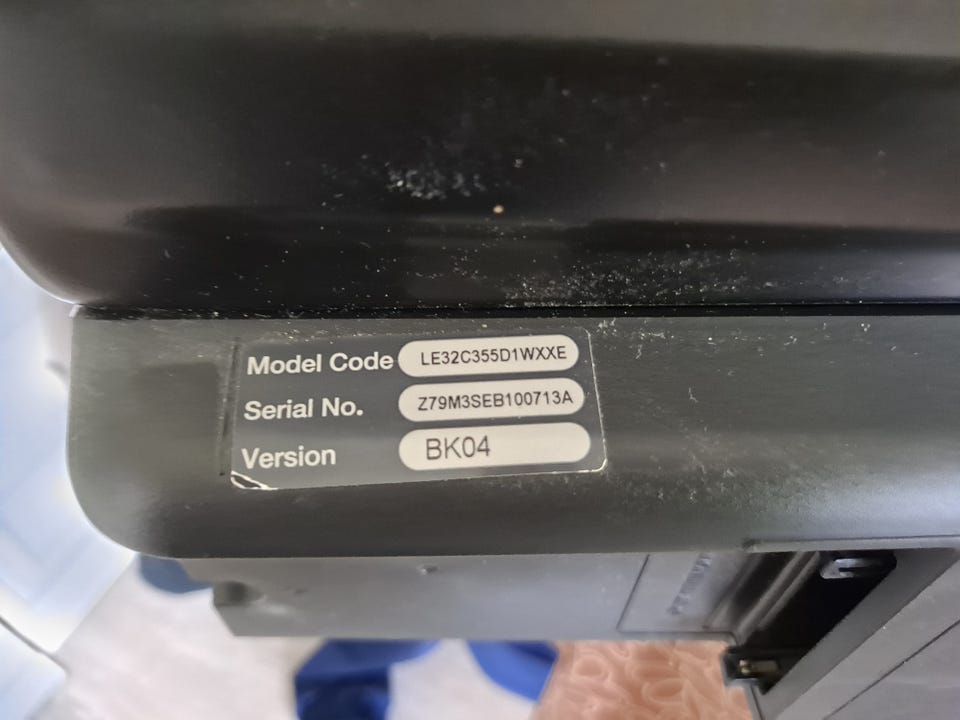 Model Code LE32C355D1WXXE
Serial No. Z79M3SEB100713A
Version BK04